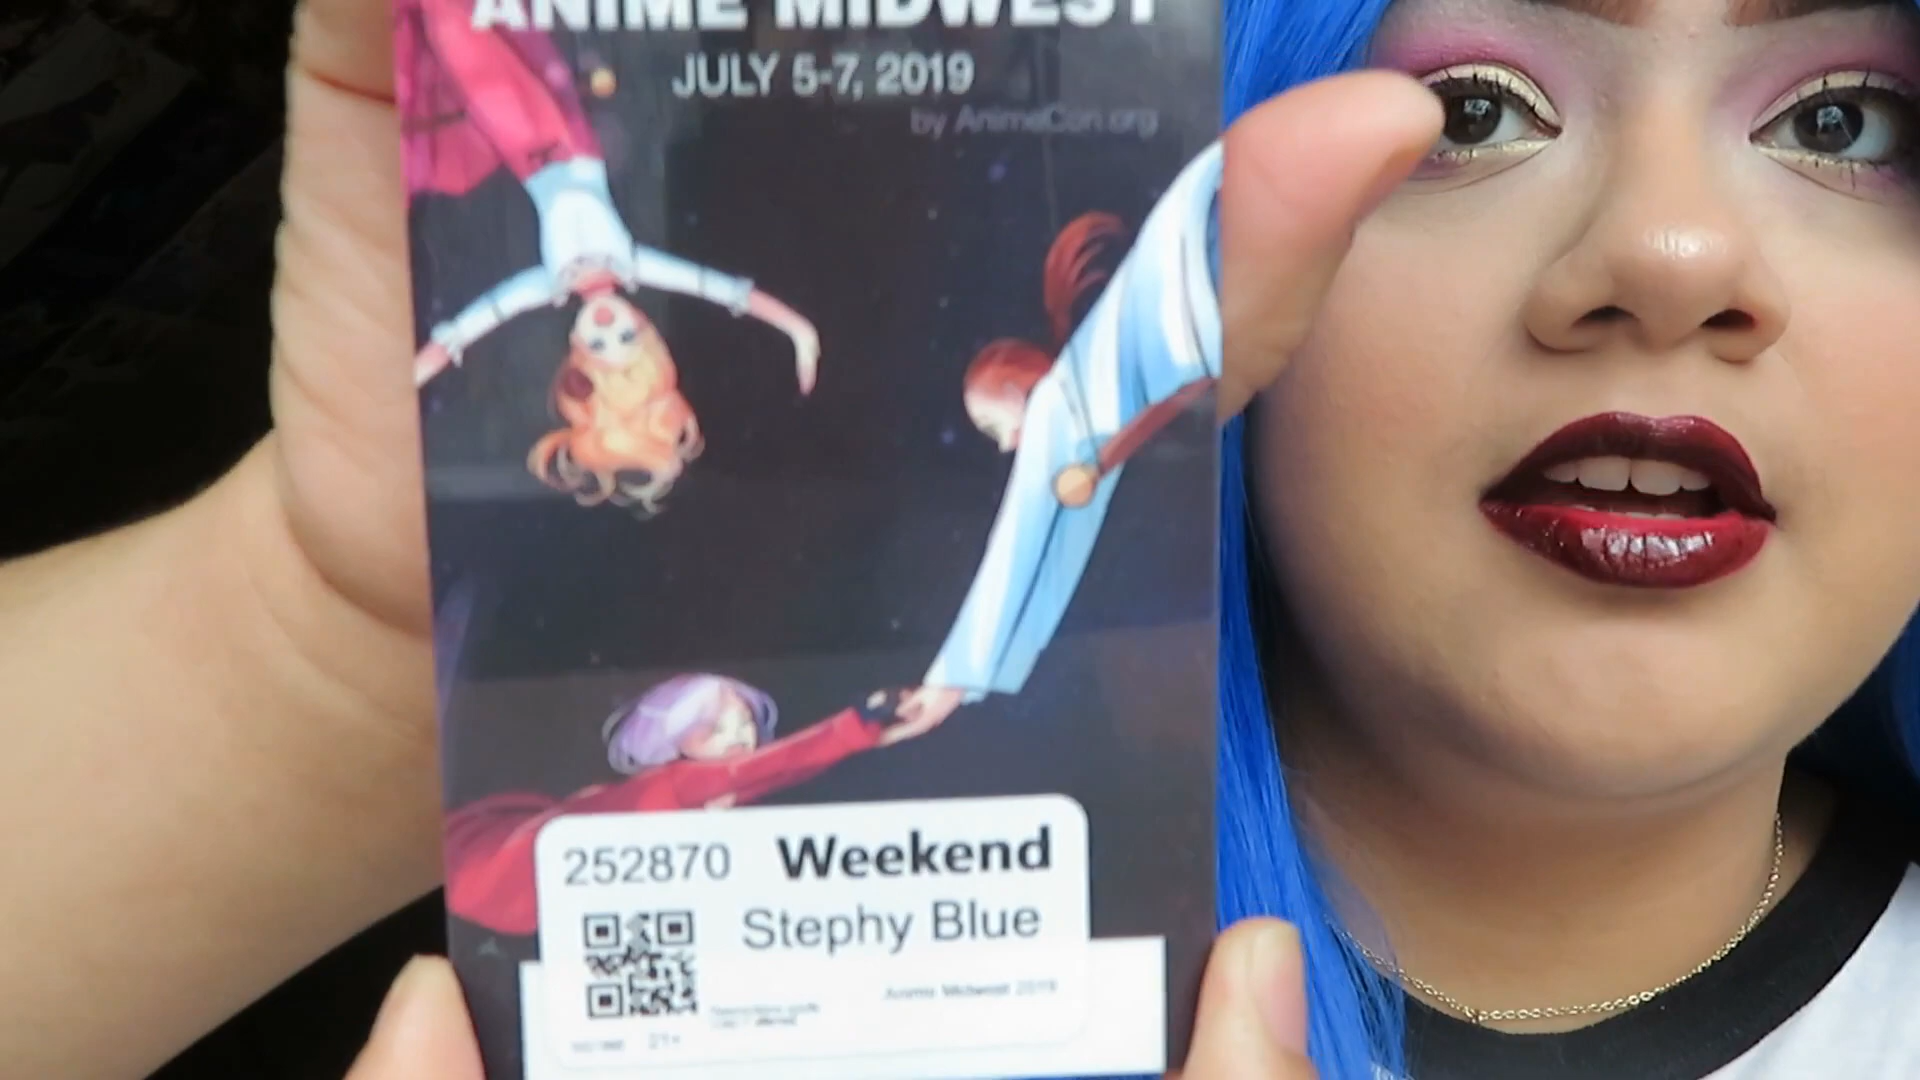 ANIME MIDWEST
JULY 5-7, 2019
by AnimeCon.org
252870 Weekend
Stephy Blue
Anime Midwest 2019
21+